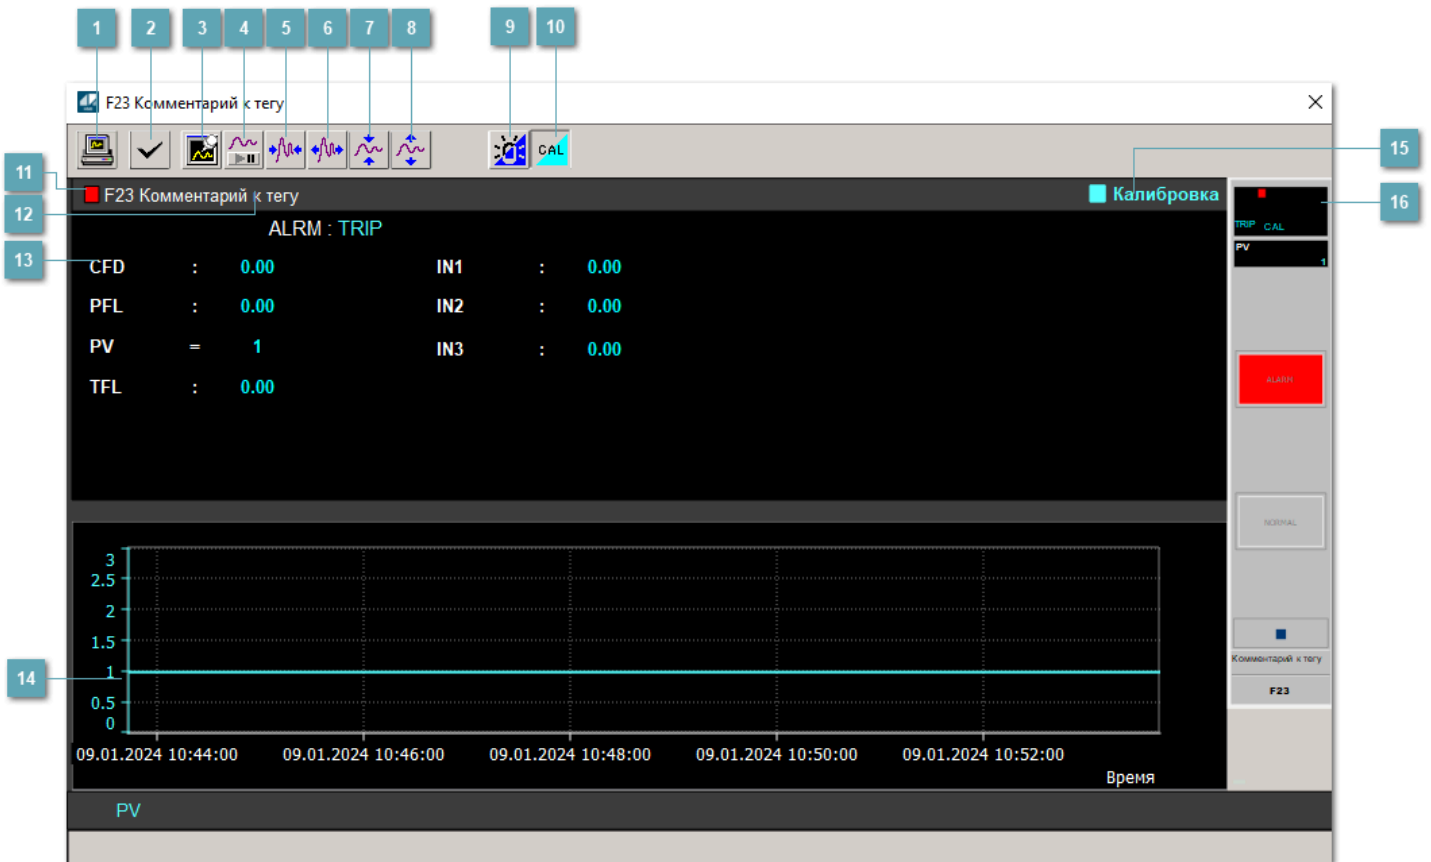 1 2 3 4 5 6 7 8 9 10
F23 Комментарий к тегу
CAL
11
12
13
14
15
16
F23 Комментарий к тегу
Калибровка
ALRM : TRIP
CFD : 0.00 IN1 : 0.00
PFL : 0.00 IN2 : 0.00
PV = 1 IN3 : 0.00
TFL : 0.00
3
2.5
2
1.5
1
0.5
0
09.01.2024 10:44:00 09.01.2024 10:46:00 09.01.2024 10:48:00 09.01.2024 10:50:00 09.01.2024 10:52:00
Время
PV
TRIP CAL
PV
1
ALARM
NORMAL
Комментарий к тегу
F23